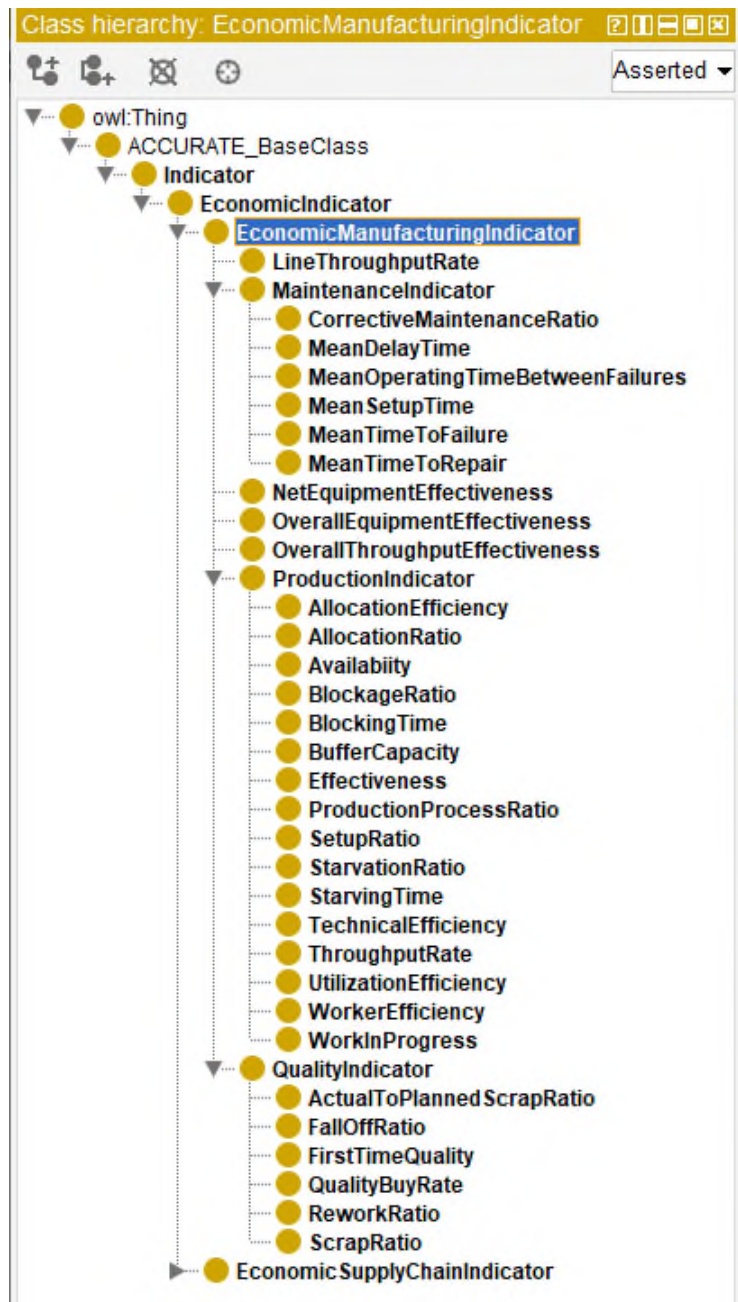 Class hierarchy: EconomicManufacturingIndicator
Asserted
owl:Thing
ACCURATE_BaseClass
Indicator
EconomicIndicator
EconomicManufacturingIndicator
LineThroughputRate
MaintenanceIndicator
CorrectiveMaintenanceRatio
MeanDelayTime
MeanOperatingTimeBetweenFailures
MeanSetupTime
MeanTimeToFailure
MeanTimeToRepair
NetEquipmentEffectiveness
OverallEquipmentEffectiveness
OverallThroughputEffectiveness
ProductionIndicator
AllocationEfficiency
AllocationRatio
Availabiity
BlockageRatio
BlockingTime
BufferCapacity
Effectiveness
ProductionProcessRatio
SetupRatio
StarvationRatio
StarvingTime
TechnicalEfficiency
ThroughputRate
UtilizationEfficiency
WorkerEfficiency
WorkInProgress
QualityIndicator
ActualToPlannedScrapRatio
FallOffRatio
FirstTimeQuality
QualityBuyRate
ReworkRatio
ScrapRatio
EconomicSupplyChainIndicator